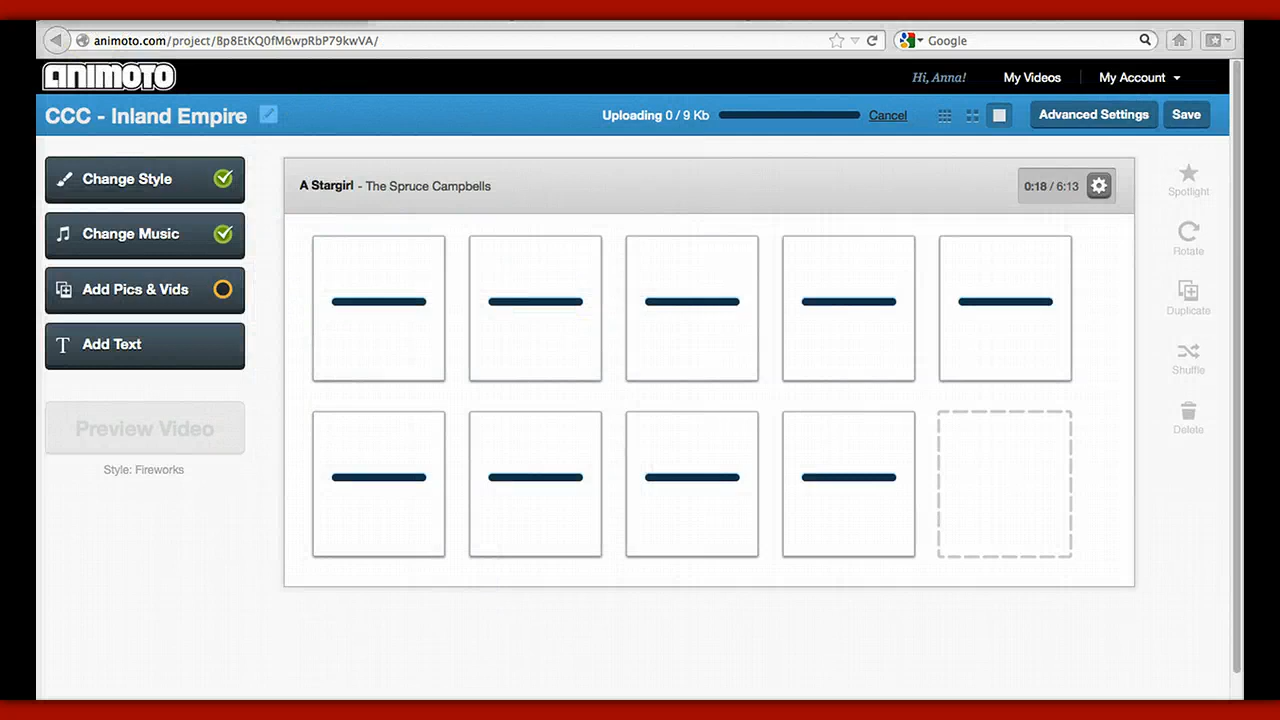 animoto.com/project/Bp8EtKQ0fM6wpRbP79kwVA/
Google
ANIMOTO
Hi, Anna!
My Videos
My Account
CCC - Inland Empire
Uploading 0 / 9 Kb
Cancel
Advanced Settings
Save
Change Style
Change Music
Add Pics & Vids
T Add Text
Preview Video
Style: Fireworks
A Stargirl - The Spruce Campbells
0:18 / 6:13
Spotlight
Rotate
Duplicate
Shuffle
Delete